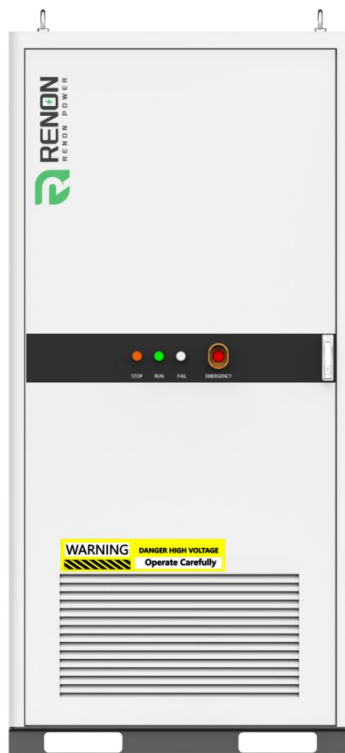 RENON
RENON POWER
STOP RUN FAIL EMERGENCY
WARNING DANGER HIGH VOLTAGE
Operate Carefully